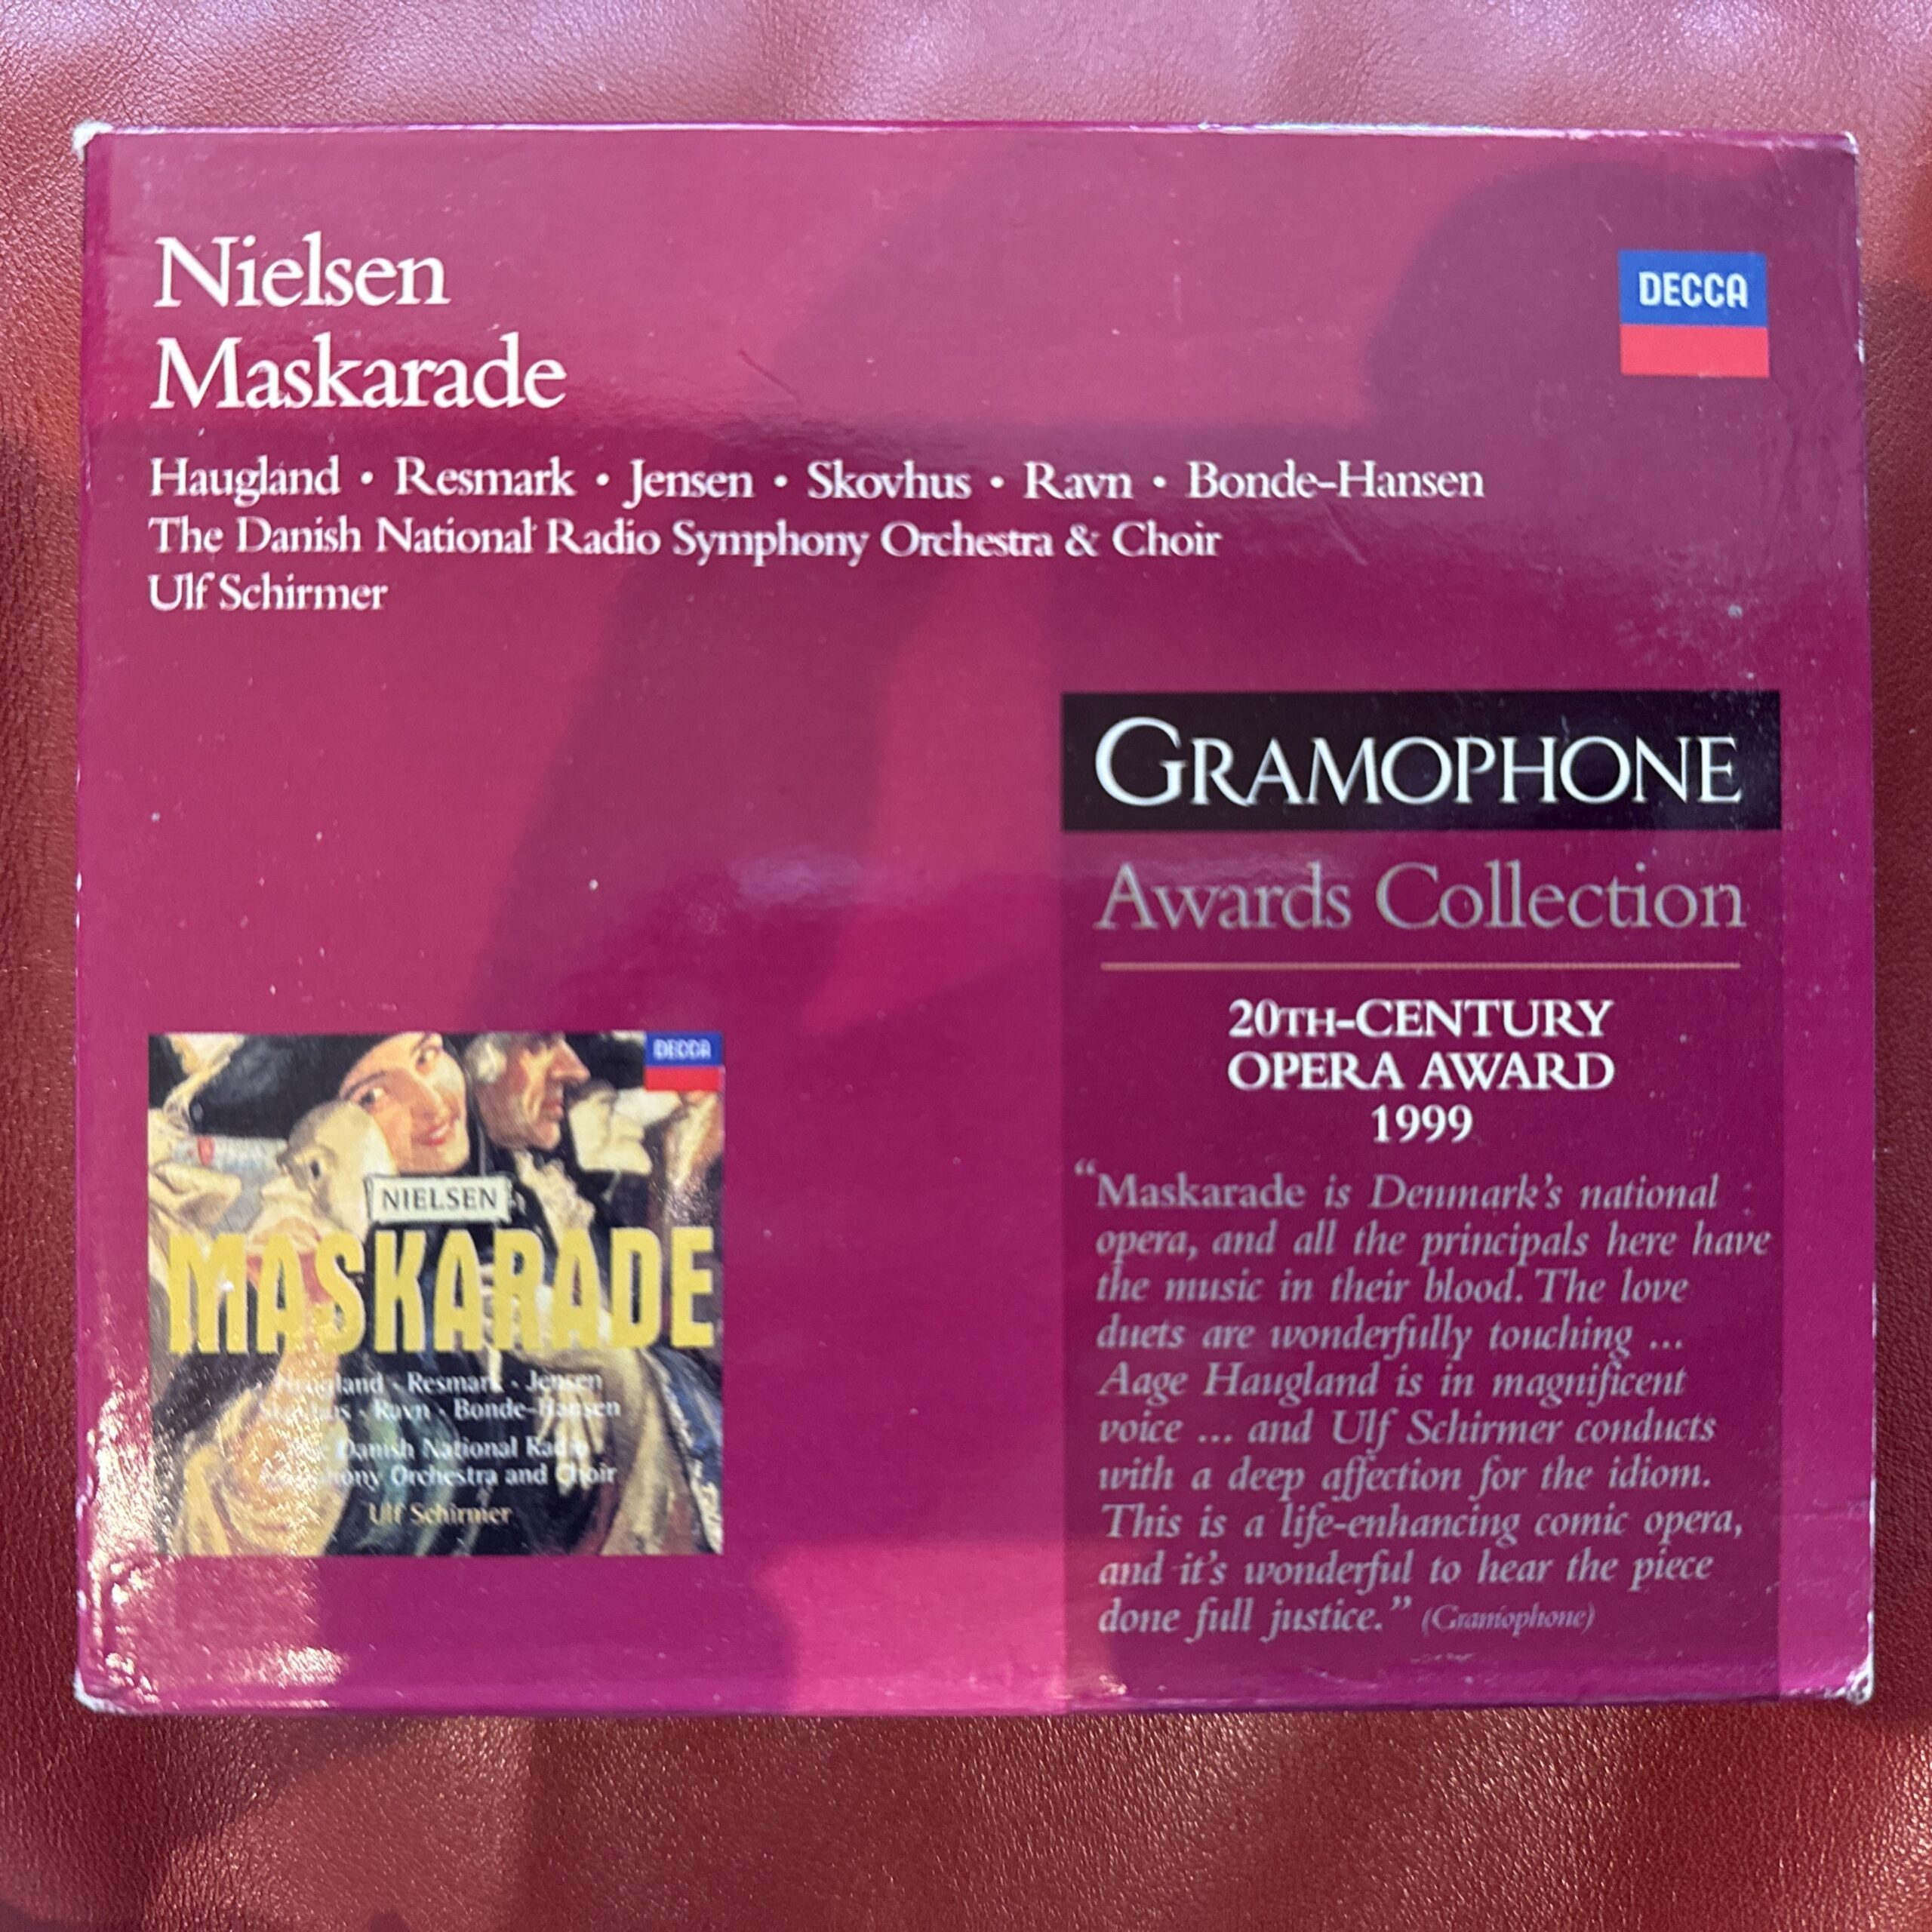 Nielsen
Maskarade
DECCA
Haugland • Resmark • Jensen • Skovhus • Ravn • Bonde-Hansen
The Danish National Radio Symphony Orchestra & Choir
Ulf Schirmer
GRAMOPHONE
Awards Collection
20TH-CENTURY
OPERA AWARD
1999
“Maskarade is Denmark’s national
opera, and all the principals here have
the music in their blood. The love
duets are wonderfully touching ...
Aage Haugland is in magnificent
voice ... and Ulf Schirmer conducts
with a deep affection for the idiom.
This is a life-enhancing comic opera,
and it’s wonderful to hear the piece
done full justice.” (Gramophone)
DECCA
NIELSEN
MASKARADE
Haugland · Resmark · Jensen
Ravn · Bonde-Hansen
Danish National Radio
Orchestra and Choir
Ulf Schirmer